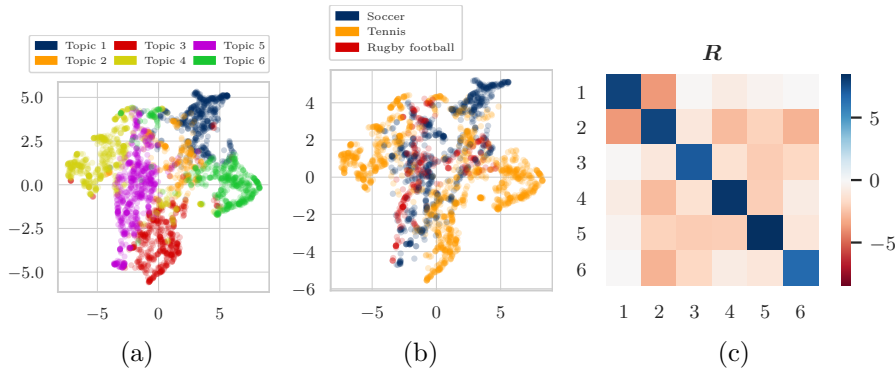 Topic 1 Topic 3 Topic 5
Topic 2 Topic 4 Topic 6
5.0
2.5
0.0
−2.5
−5.0
−5 0 5
(a)
Soccer
Tennis
Rugby football
4
2
0
−2
−4
−6
−5 0 5
(b)
R
1
2
3
4
5
6
1 2 3 4 5 6
5
0
−5
(c)